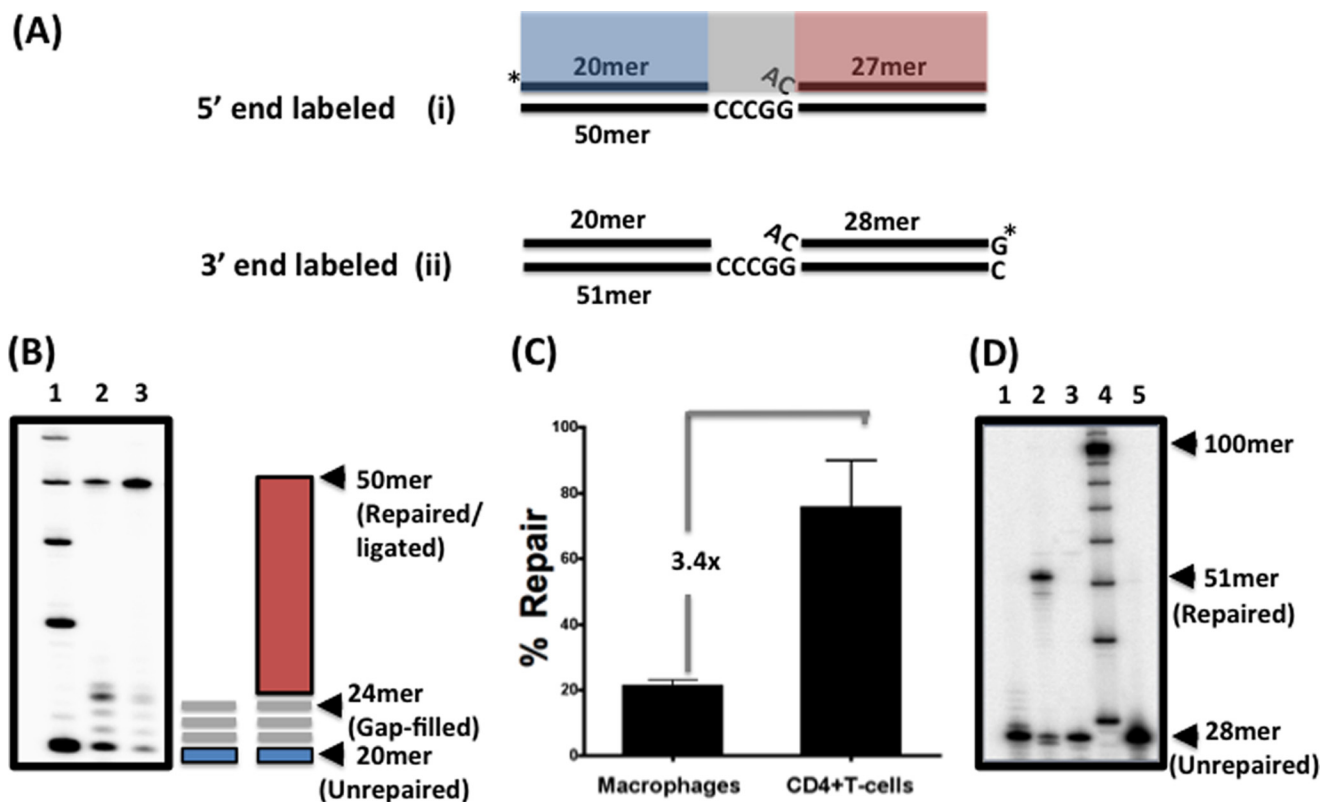 (A)
* 20mer AC 27mer
5' end labeled (i)
CCCGG
50mer
20mer AC 28mer
G*
3' end labeled (ii)
CCCGG C
51mer
(B)
1 2 3
50mer
(Repaired/
ligated)
24mer
(Gap-filled)
20mer
(Unrepaired)
(C)
% Repair
100
80
60
40
20
0
3.4x
Macrophages CD4+T-cells
(D)
1 2 3 4 5
100mer
51mer
(Repaired)
28mer
(Unrepaired)